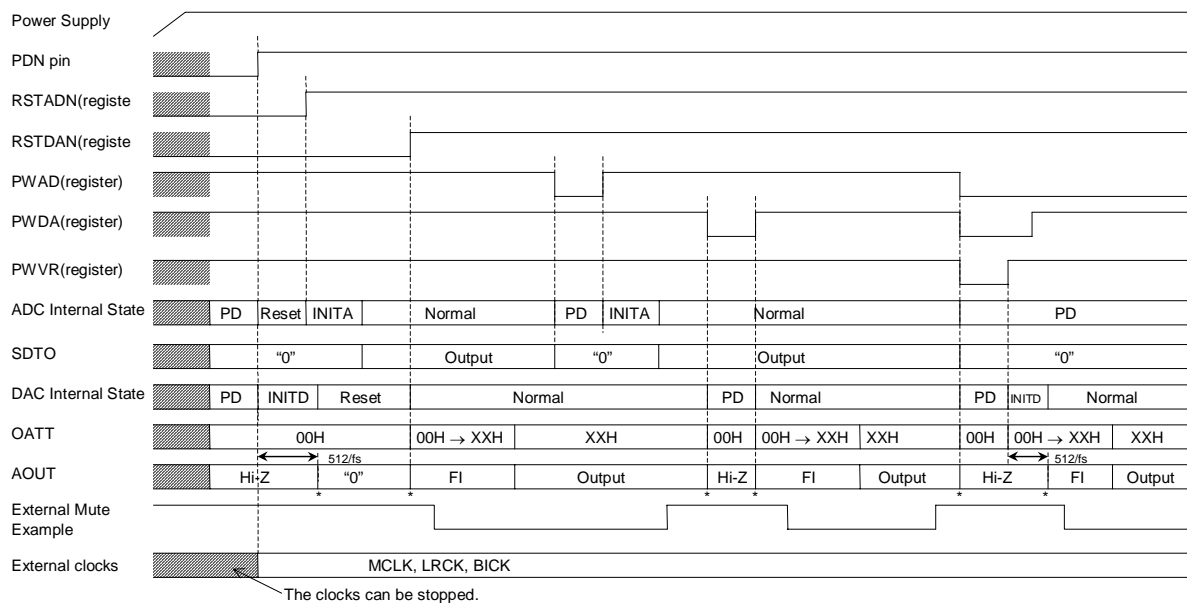 Power Supply
PDN pin
RSTADN(registe
RSTDAN(registe
PWAD(register)
PWDA(register)
PWVR(register)
ADC Internal State PD Reset INITA Normal PD INITA Normal PD
SDTO “0” Output “0” Output “0”
DAC Internal State PD INITD Reset Normal PD Normal PD INITD Normal
OATT 00H 00H → XXH XXH 00H 00H → XXH XXH 00H 00H → XXH XXH
512/fs 512/fs
AOUT Hi-Z “0” FI Output Hi-Z FI Output Hi-Z FI Output
* * * * * *
External Mute
Example
External clocks MCLK, LRCK, BICK
The clocks can be stopped.